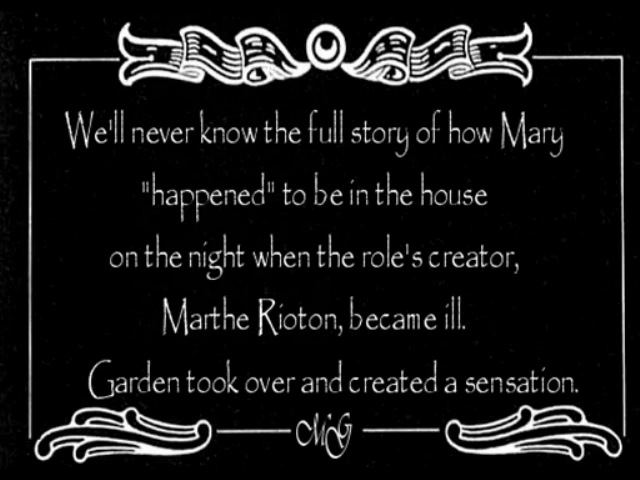 We'll never know the full story of how Mary
"happened" to be in the house
on the night when the role's creator,
Marthe Rioton, became ill.
Garden took over and created a sensation.
MG